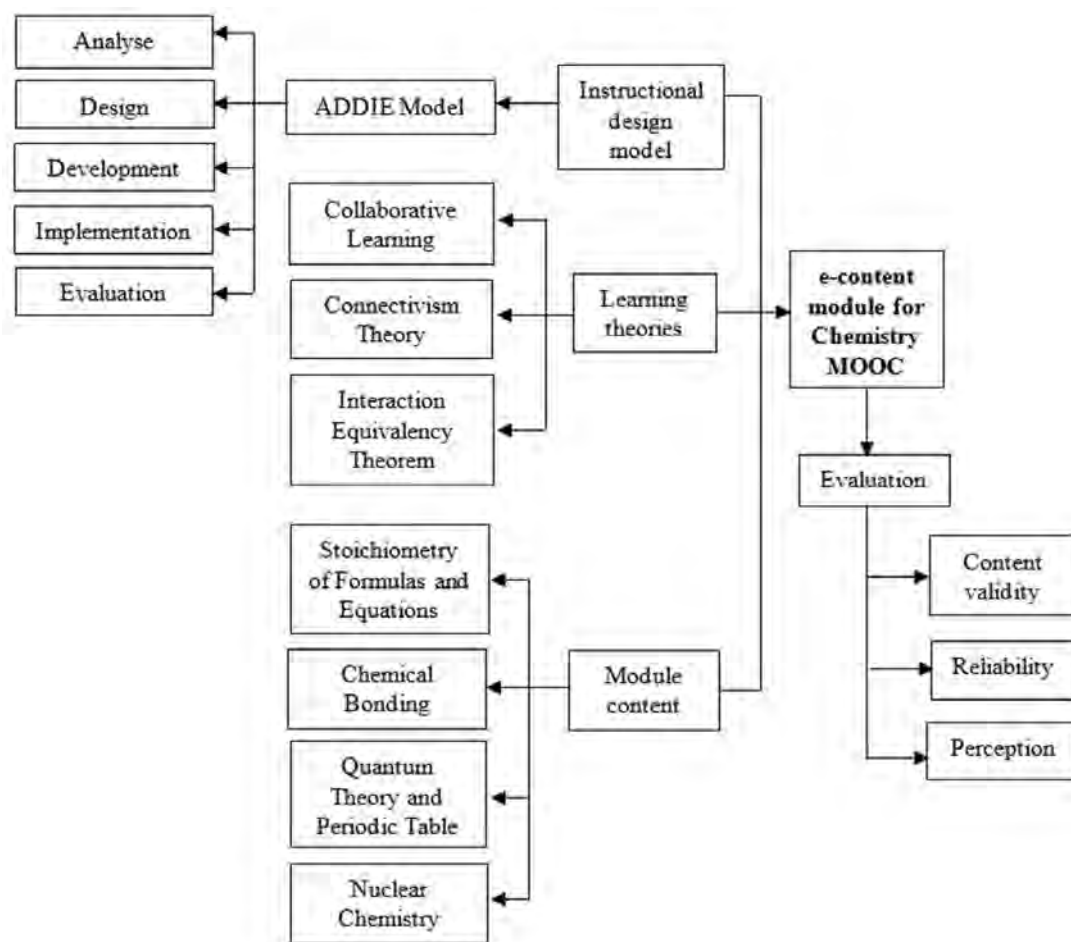 Analyse
Design
Development
Implementation
Evaluation
ADDIE Model
Instructional
design
model
Collaborative
Learning
Connectivism
Theory
Interaction
Equivalency
Theorem
Learning
theories
e-content
module for
Chemistry
MOOC
Evaluation
Content
validity
Reliability
Perception
Stoichiometry
of Formulas and
Equations
Chemical
Bonding
Quantum
Theory and
Periodic Table
Nuclear
Chemistry
Module
content